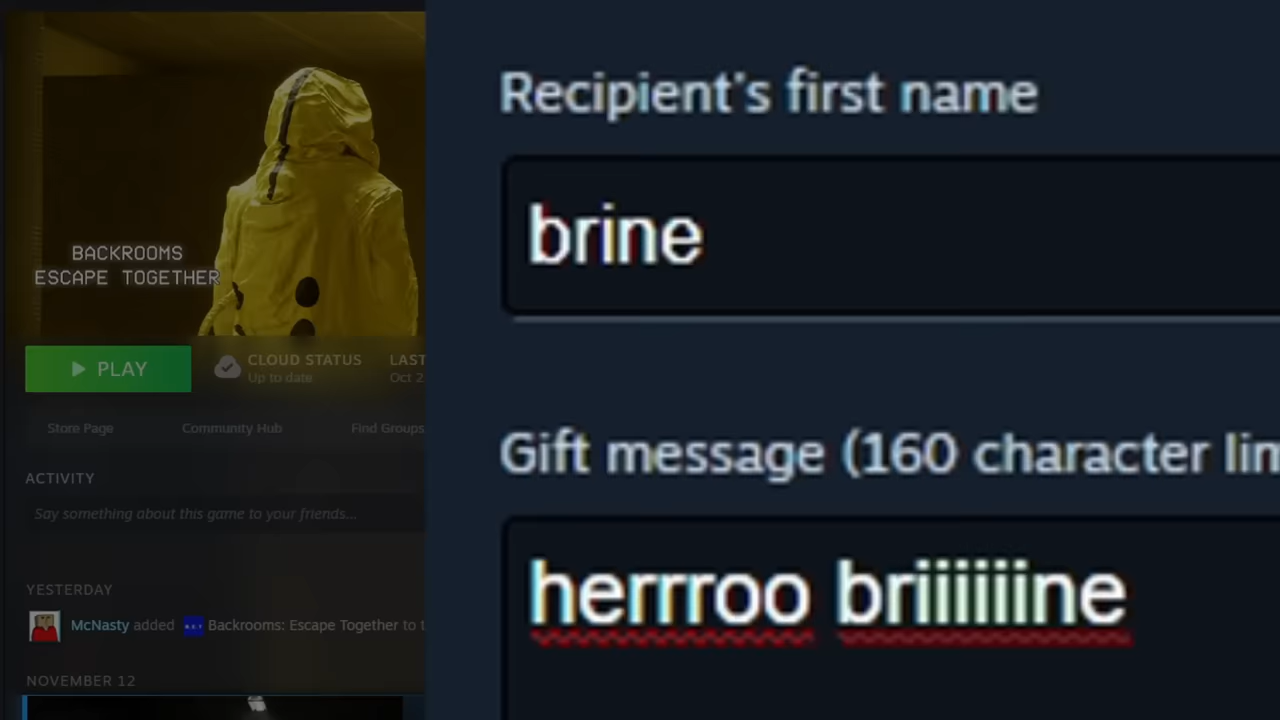 BACKROOMS
ESCAPE TOGETHER
PLAY
CLOUD STATUS
Up to date
LAST
Oct 2
Store Page
Community Hub
Find Groups
ACTIVITY
Say something about this game to your friends...
YESTERDAY
McNasty added Backrooms: Escape Together to t
NOVEMBER 12
Recipient's first name
brine
Gift message (160 character lim
herrroo briiiiiine